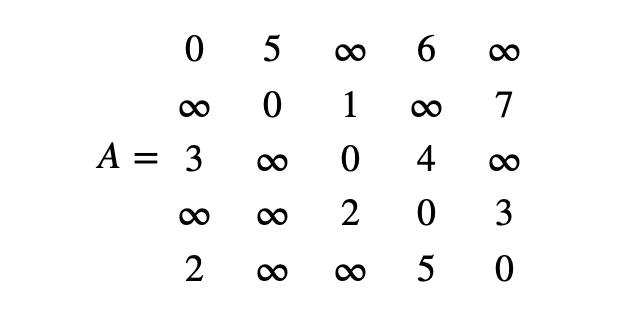 0 5 ∞ 6 ∞
∞ 0 1 ∞ 7
A = 3 ∞ 0 4 ∞
∞ ∞ 2 0 3
2 ∞ ∞ 5 0